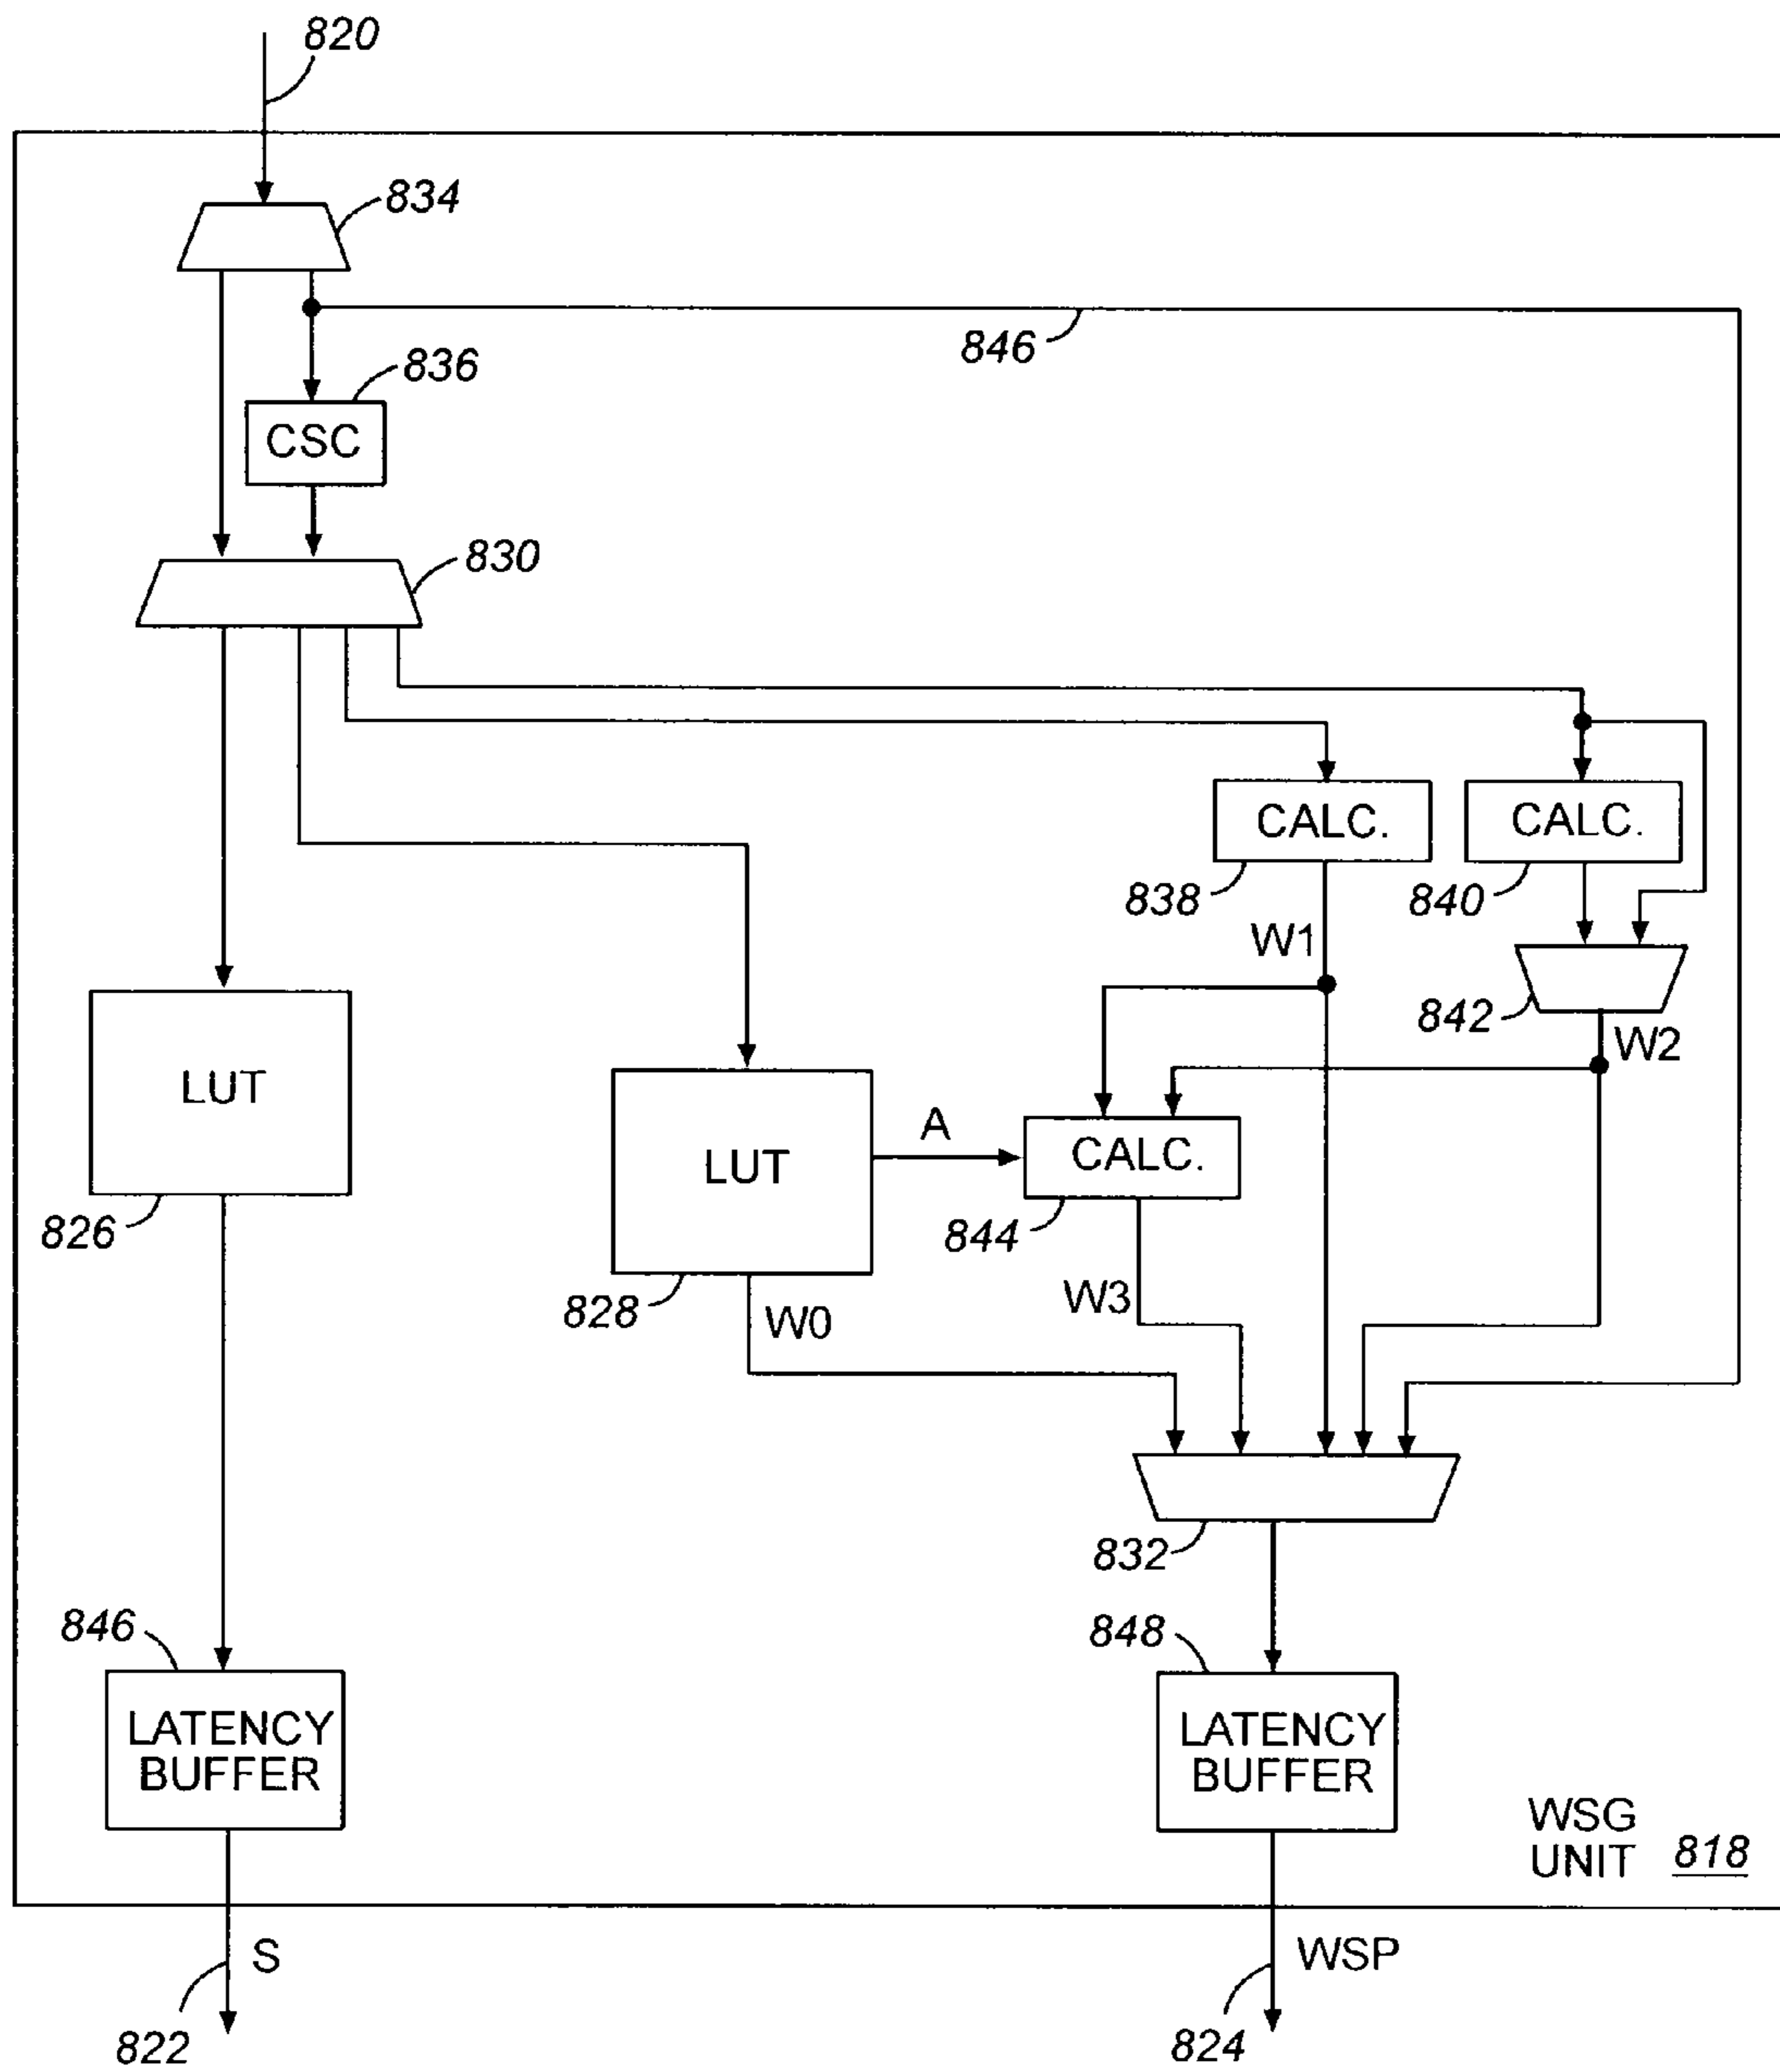 820
834
846
836
CSC
830
CALC.
CALC.
838
840
W1
842
W2
LUT
LUT
A
CALC.
826
844
828
W0
W3
832
846
848
LATENCY
BUFFER
LATENCY
BUFFER
WSG
UNIT 818
S
WSP
822
824